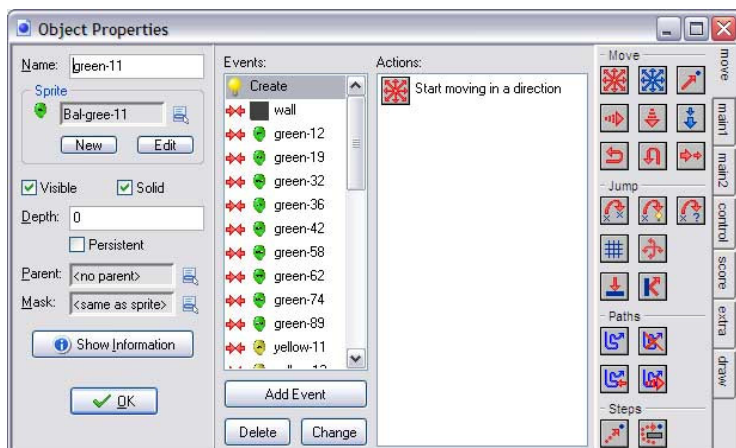 Object Properties
Name: green-11
Sprite
Bal-gree-11
New Edit
Visible Solid
Depth: 0
Persistent
Parent: <no parent>
Mask: <same as sprite>
Show Information
OK
Events:
Create
wall
green-12
green-19
green-32
green-36
green-42
green-58
green-62
green-74
green-89
yellow-11
Add Event
Delete Change
Actions:
Start moving in a direction
Move
Jump
Paths
Steps
move
main1
main2
control
score
extra
draw